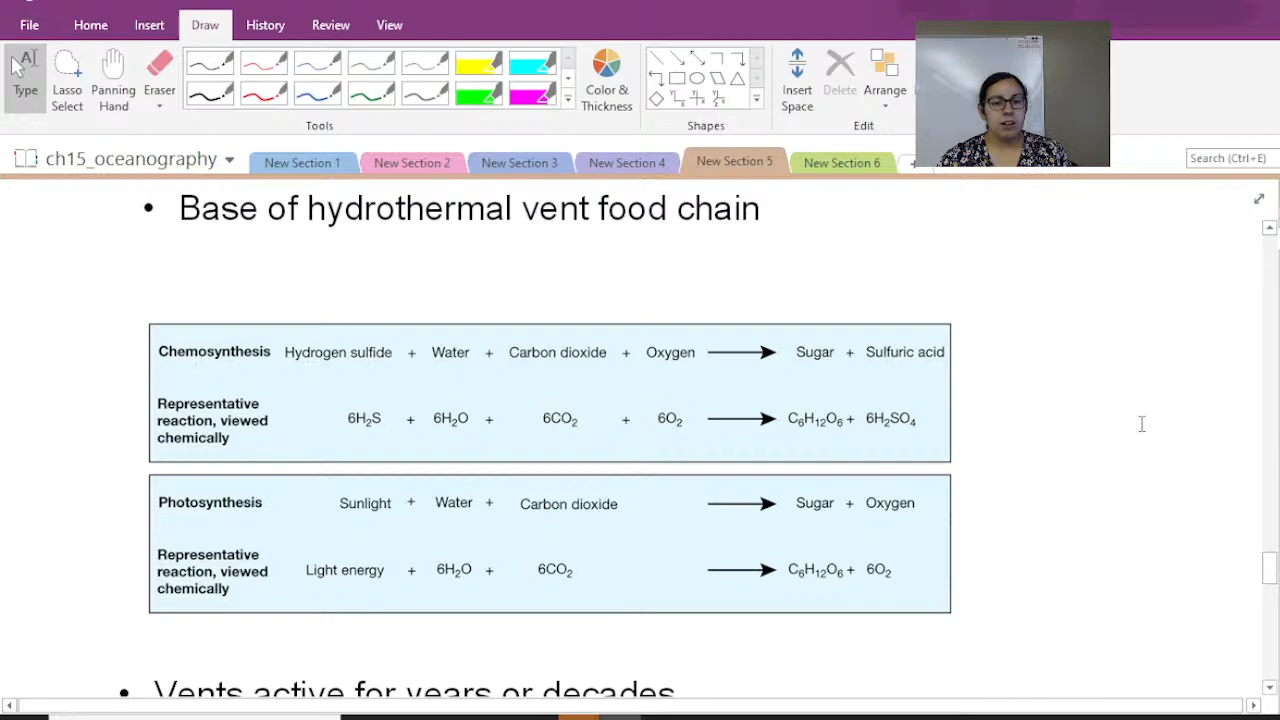 File Home Insert Draw History Review View
Type
Lasso Select
Panning Hand
Eraser
Color & Thickness
Insert Space
Delete
Arrange
Tools
Shapes
Edit
ch15_oceanography
New Section 1 New Section 2 New Section 3 New Section 4 New Section 5 New Section 6
Search (Ctrl+E)
• Base of hydrothermal vent food chain
Chemosynthesis Hydrogen sulfide + Water + Carbon dioxide + Oxygen → Sugar + Sulfuric acid
Representative
reaction, viewed
chemically
6H₂S + 6H₂O + 6CO₂ + 6O₂ → C₆H₁₂O₆ + 6H₂SO₄
Photosynthesis Sunlight + Water + Carbon dioxide → Sugar + Oxygen
Representative
reaction, viewed
chemically
Light energy + 6H₂O + 6CO₂ → C₆H₁₂O₆ + 6O₂
• Vents active for years or decades